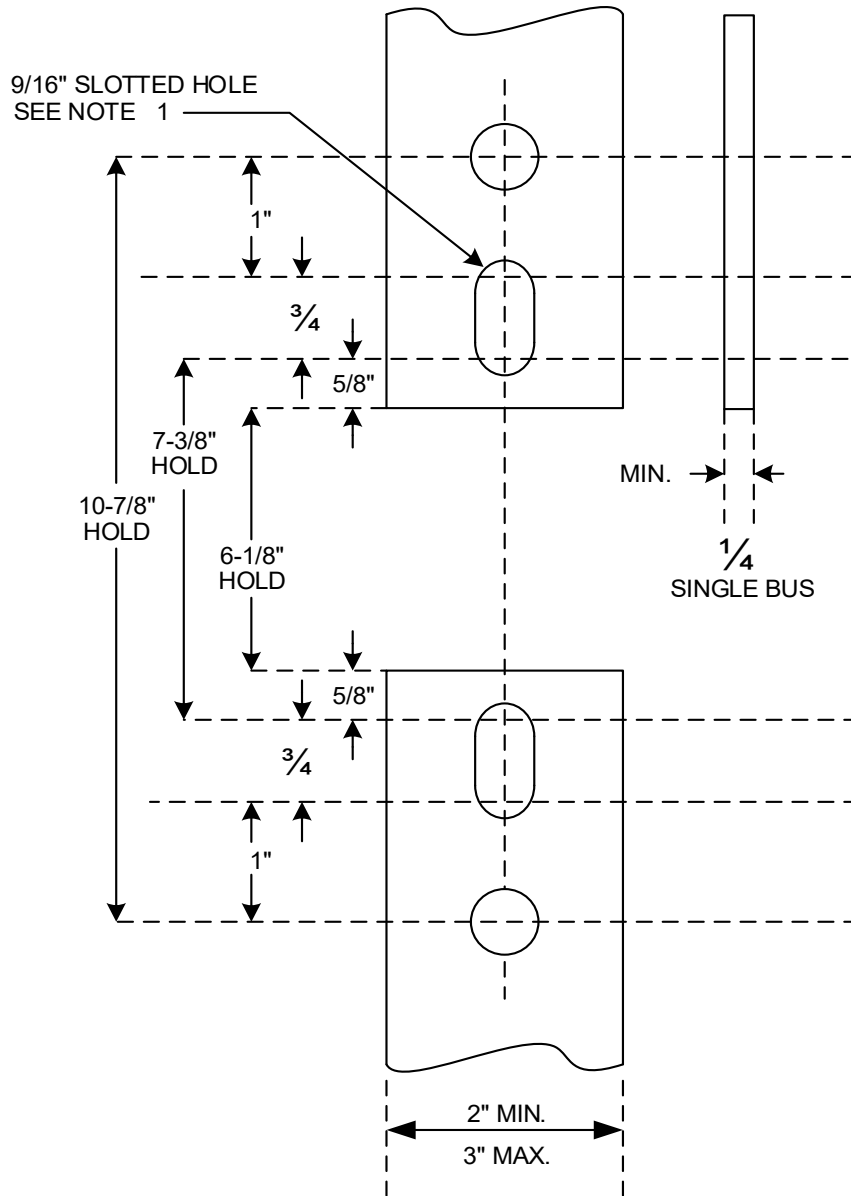 9/16" SLOTTED HOLE
SEE NOTE 1
1"
¾
5/8"
7-3/8"
HOLD
10-7/8"
HOLD
6-1/8"
HOLD
MIN.
¼
SINGLE BUS
5/8"
¾
1"
2" MIN.
3" MAX.